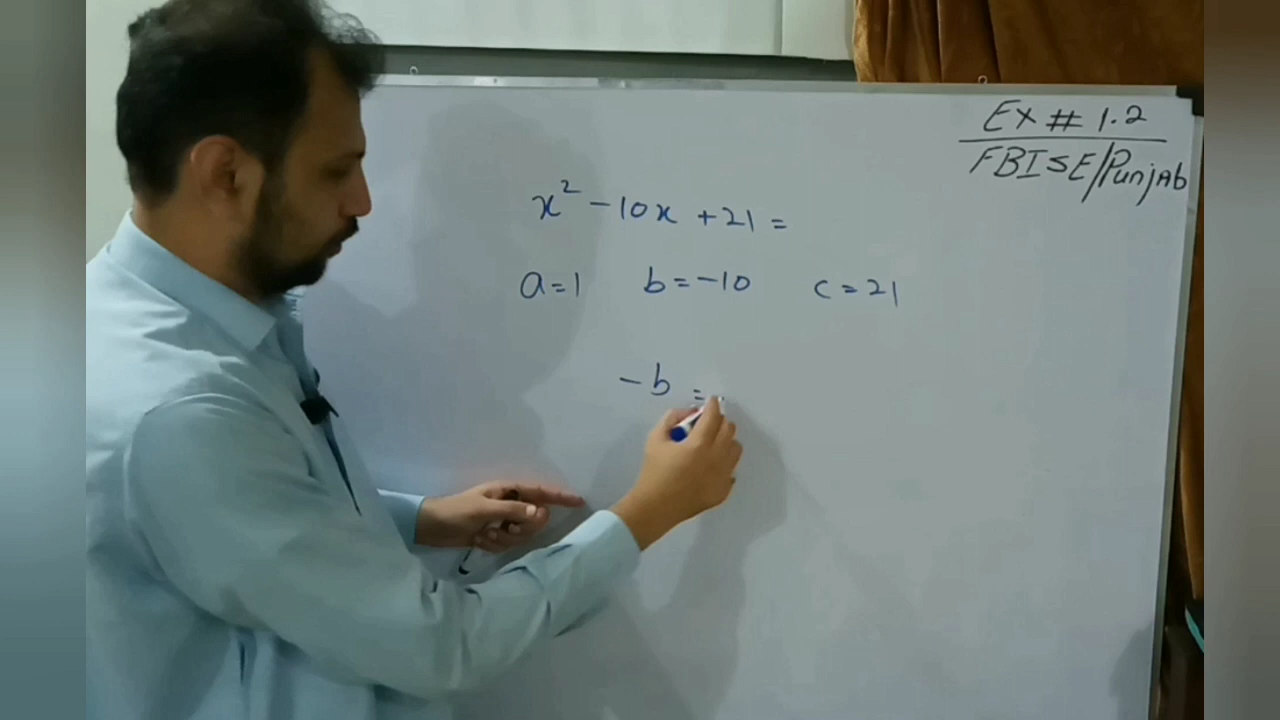 Ex # 1.2
FBISE/Punjab
x² - 10x + 21 =
a = 1 b = -10 c = 21
- b =